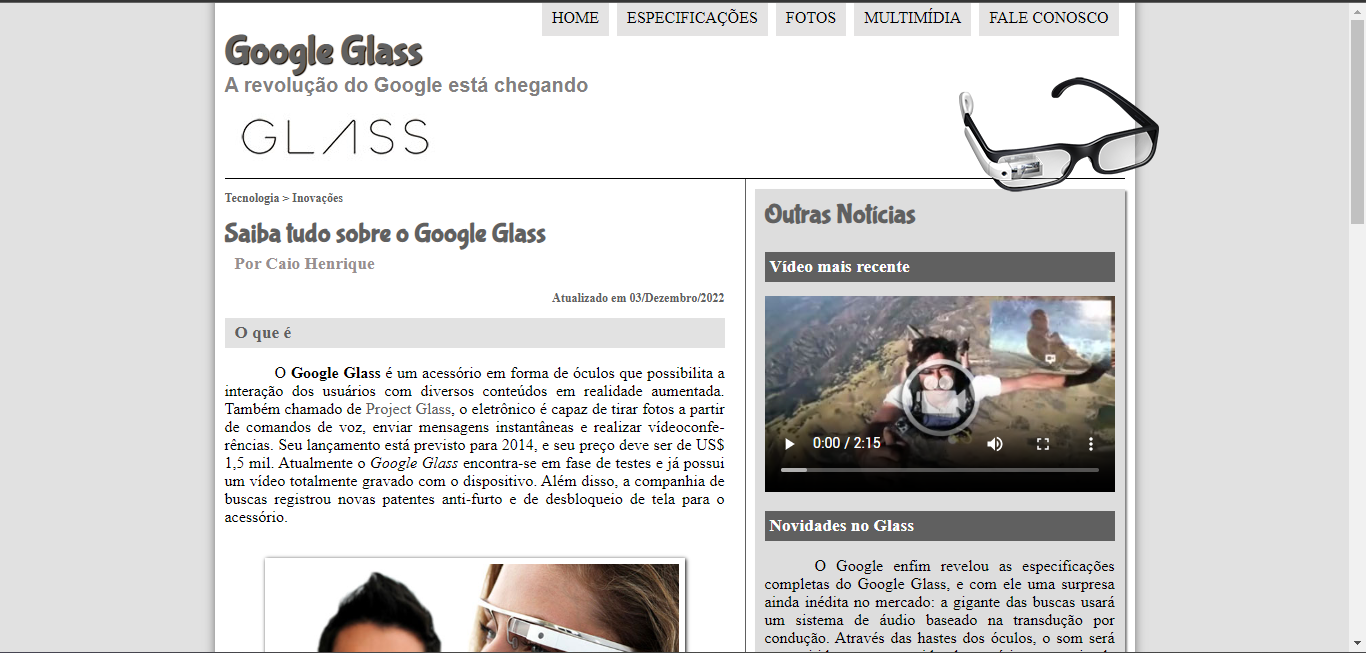 HOME ESPECIFICAÇÕES FOTOS MULTIMÍDIA FALE CONOSCO
Google Glass
A revolução do Google está chegando
GLASS
Tecnologia > Inovações
Saiba tudo sobre o Google Glass
Por Caio Henrique
Atualizado em 03/Dezembro/2022
O que é
O Google Glass é um acessório em forma de óculos que possibilita a
interação dos usuários com diversos conteúdos em realidade aumentada.
Também chamado de Project Glass, o eletrônico é capaz de tirar fotos a partir
de comandos de voz, enviar mensagens instantâneas e realizar vídeoconfe-
rências. Seu lançamento está previsto para 2014, e seu preço deve ser de US$
1,5 mil. Atualmente o Google Glass encontra-se em fase de testes e já possui
um vídeo totalmente gravado com o dispositivo. Além disso, a companhia de
buscas registrou novas patentes anti-furto e de desbloqueio de tela para o
acessório.
Outras Notícias
Vídeo mais recente
0:00 / 2:15
Novidades no Glass
O Google enfim revelou as especificações
completas do Google Glass, e com ele uma surpresa
ainda inédita no mercado: a gigante das buscas usará
um sistema de áudio baseado na transdução por
condução. Através das hastes dos óculos, o som será